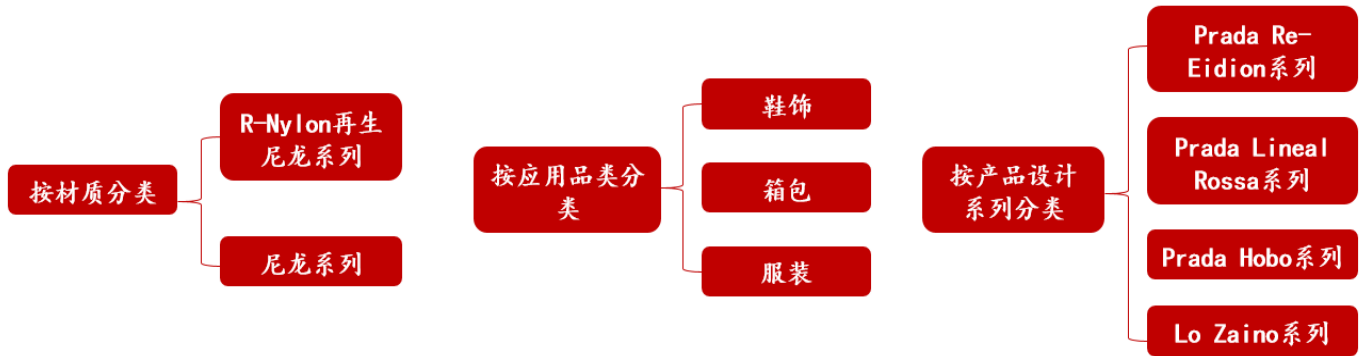 按材质分类
R-Nylon再生
尼龙系列
尼龙系列
按应用品类分
类
鞋饰
箱包
服装
按产品设计
系列分类
Prada Re-
Eidion系列
Prada Lineal
Rossa系列
Prada Hobo系列
Lo Zaino系列